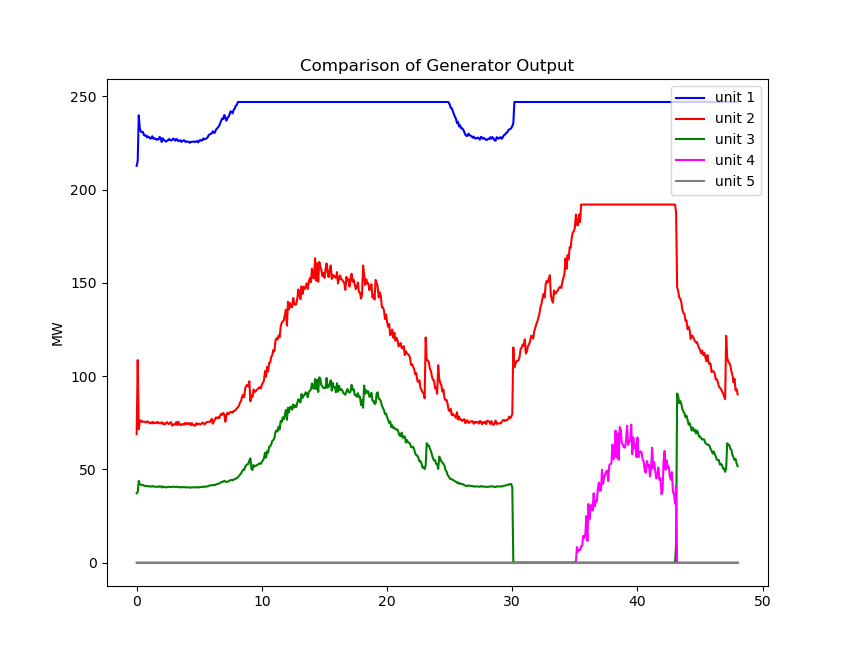 Comparison of Generator Output
MW
250
200
150
100
50
0
0 10 20 30 40 50
unit 1
unit 2
unit 3
unit 4
unit 5